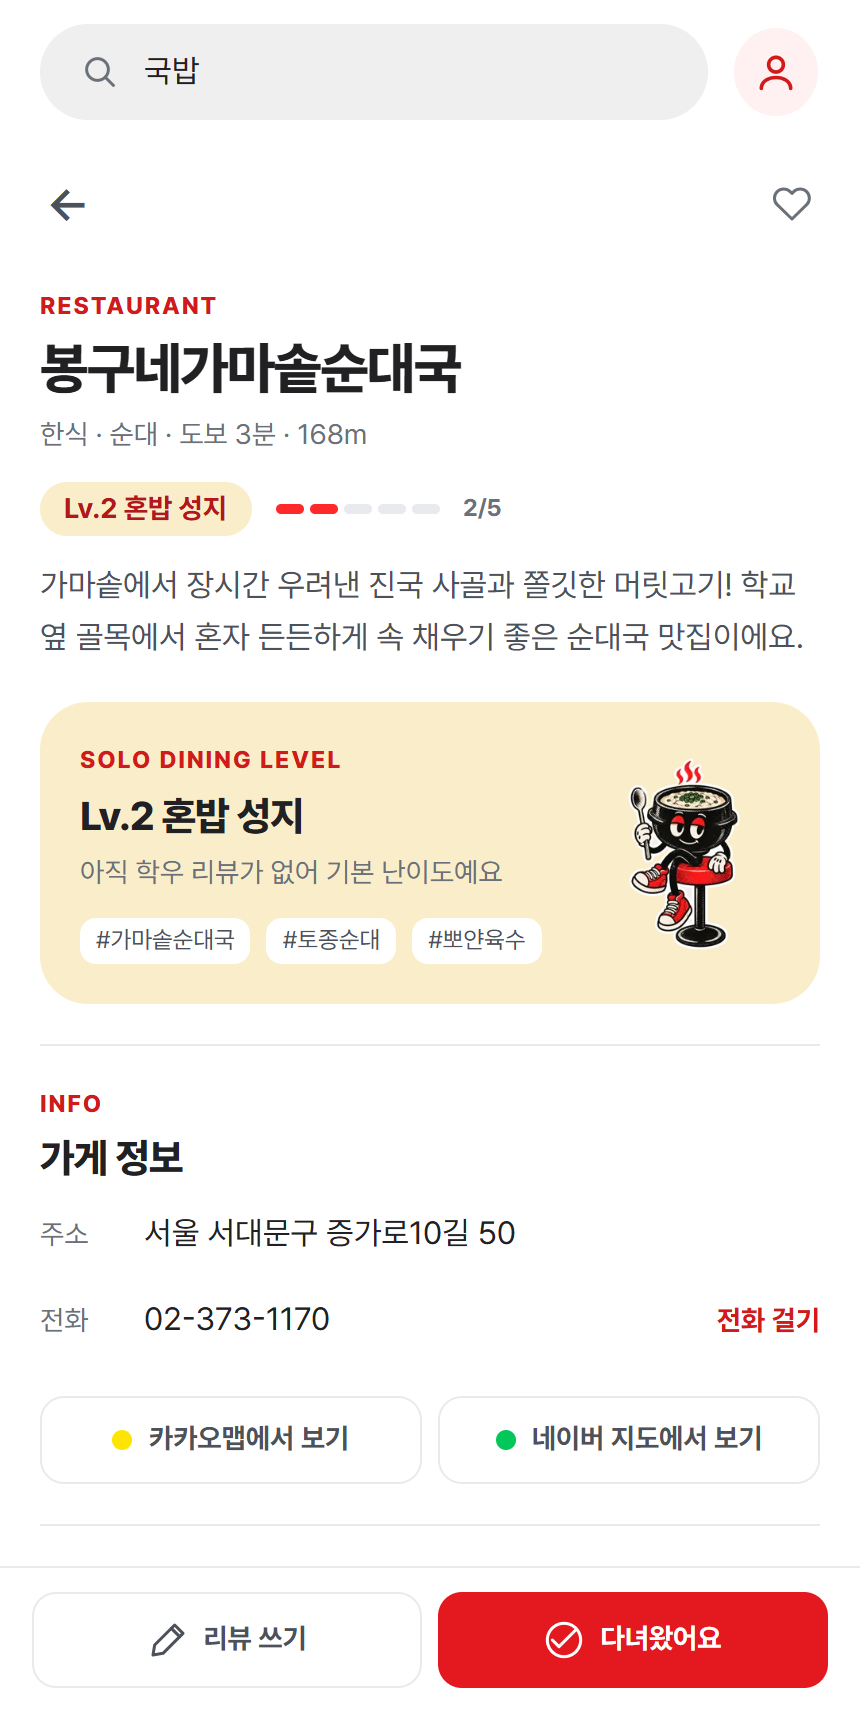 국밥
RESTAURANT
봉구네가마솥순대국
한식 · 순대 · 도보 3분 · 168m
Lv.2 혼밥 성지
2/5
가마솥에서 장시간 우려낸 진국 사골과 쫄깃한 머릿고기! 학교
옆 골목에서 혼자 든든하게 속 채우기 좋은 순대국 맛집이에요.
SOLO DINING LEVEL
Lv.2 혼밥 성지
아직 학우 리뷰가 없어 기본 난이도예요
#가마솥순대국 #토종순대 #뽀얀육수
INFO
가게 정보
주소 서울 서대문구 증가로10길 50
전화 02-373-1170 전화 걸기
카카오맵에서 보기 네이버 지도에서 보기
리뷰 쓰기 다녀왔어요